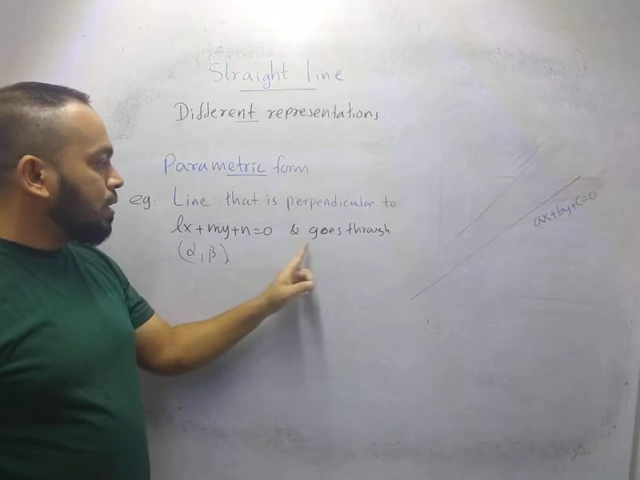 Straight line
Different representations
Parametric form
eg. Line that is perpendicular to
lx+my+n=0 & goes through
(α,β)
ax+by+c=0